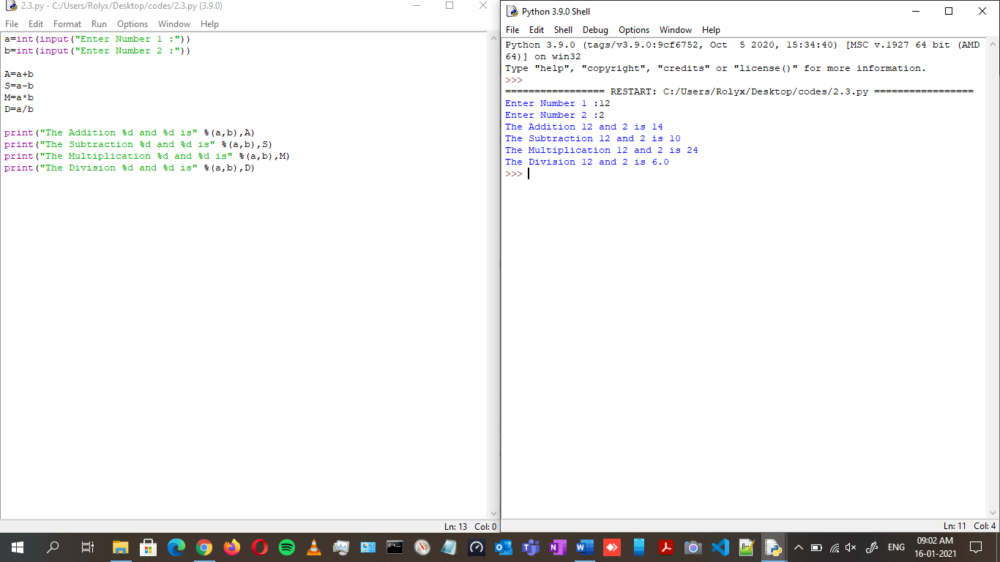 2.3.py - C:/Users/Rolyx/Desktop/codes/2.3.py (3.9.0)
File Edit Format Run Options Window Help
a=int(input("Enter Number 1 :"))
b=int(input("Enter Number 2 :"))
A=a+b
S=a-b
M=a*b
D=a/b
print("The Addition %d and %d is" %(a,b),A)
print("The Subtraction %d and %d is" %(a,b),S)
print("The Multiplication %d and %d is" %(a,b),M)
print("The Division %d and %d is" %(a,b),D)
Ln: 13 Col: 0
Python 3.9.0 Shell
File Edit Shell Debug Options Window Help
Python 3.9.0 (tags/v3.9.0:9cf6752, Oct  5 2020, 15:34:40) [MSC v.1927 64 bit (AMD
64)] on win32
Type "help", "copyright", "credits" or "license()" for more information.
>>>
================= RESTART: C:/Users/Rolyx/Desktop/codes/2.3.py =================
Enter Number 1 :12
Enter Number 2 :2
The Addition 12 and 2 is 14
The Subtraction 12 and 2 is 10
The Multiplication 12 and 2 is 24
The Division 12 and 2 is 6.0
>>>
Ln: 11 Col: 4
ENG
09:02 AM
16-01-2021